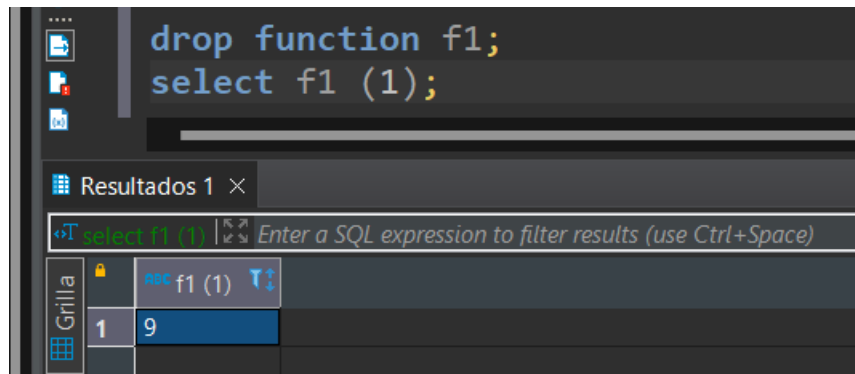 drop function f1;
select f1 (1);
Resultados 1 ×
select f1 (1) Enter a SQL expression to filter results (use Ctrl+Space)
Grilla
ABC f1 (1)
1 9